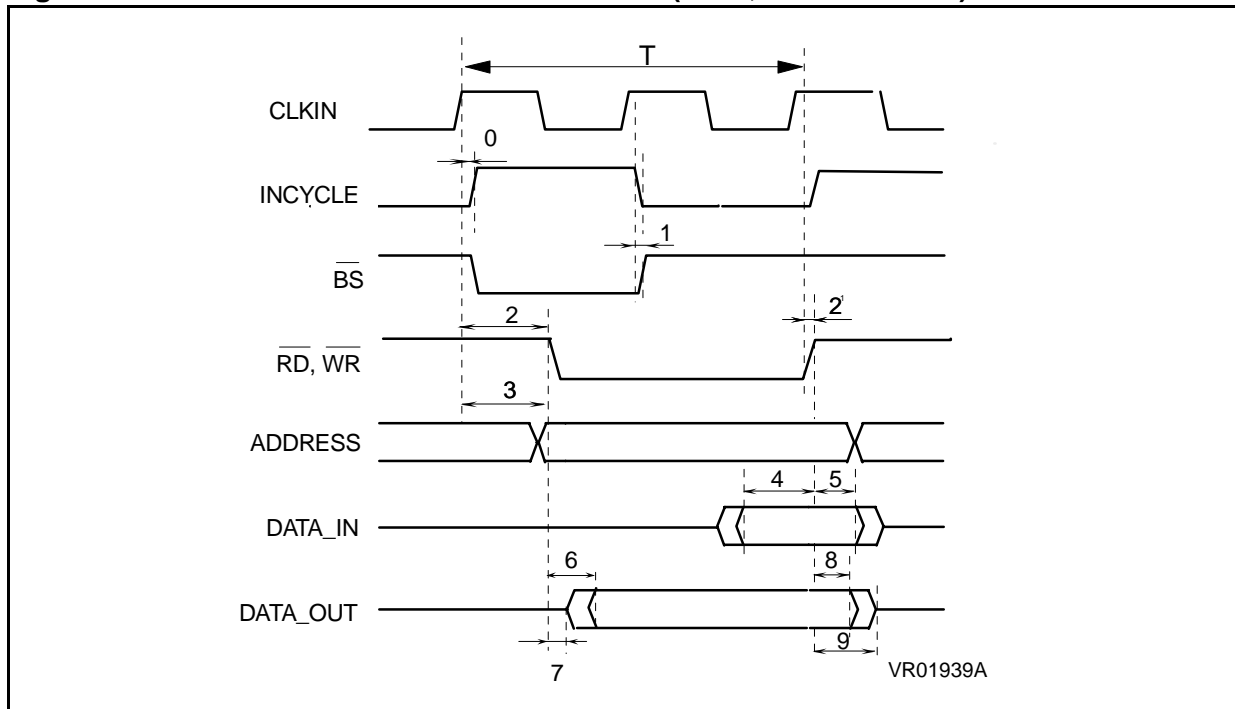 T
CLKIN
0
INCYCLE
1
BS
2
2¹
RD, WR
3
ADDRESS
4
5
DATA_IN
6
8
DATA_OUT
9
7
VR01939A